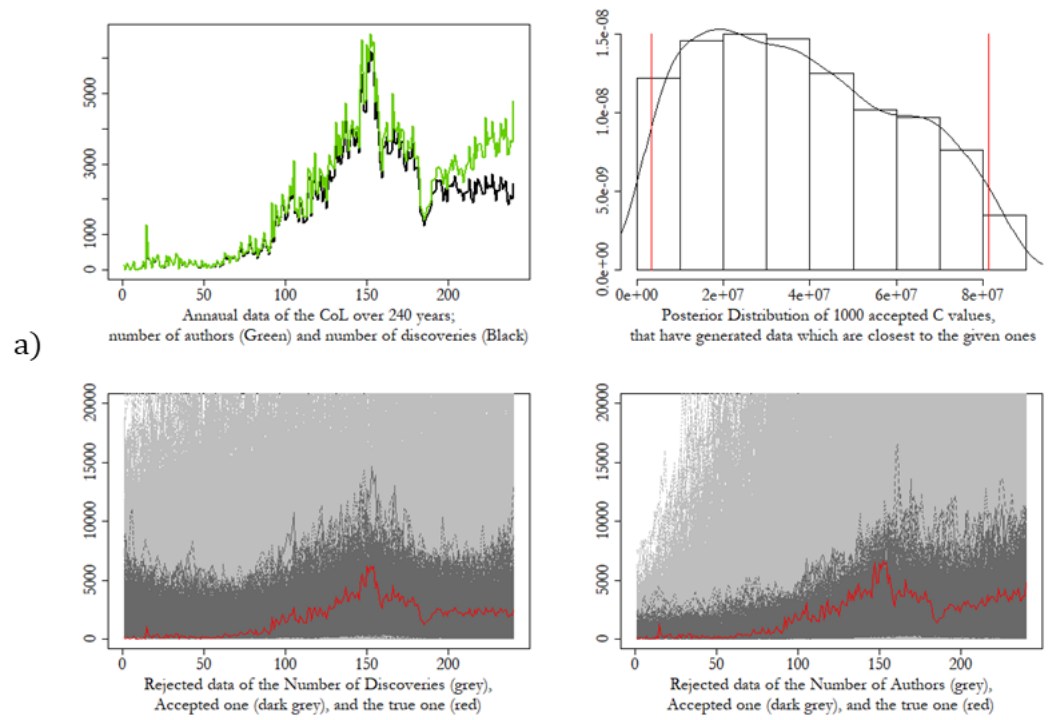 5000
3000
1000
0
0 50 100 150 200
Annaual data of the CoL over 240 years;
number of authors (Green) and number of discoveries (Black)
1.5e-08
1.0e-08
5.0e-09
0.0e+00
0e+00 2e+07 4e+07 6e+07 8e+07
Posterior Distribution of 1000 accepted C values,
that have generated data which are closest to the given ones
a)
20000
15000
10000
5000
0
0 50 100 150 200
Rejected data of the Number of Discoveries (grey),
Accepted one (dark grey), and the true one (red)
20000
15000
10000
5000
0
0 50 100 150 200
Rejected data of the Number of Authors (grey),
Accepted one (dark grey), and the true one (red)